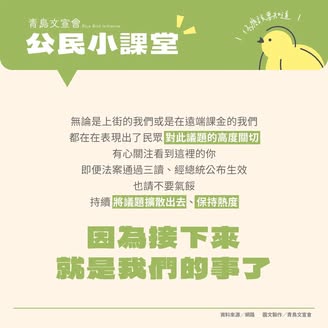 青島文宣會 Blue Bird Initiative
公民小課堂
無論是上街的我們或是在遠端課金的我們
都在在表現出了民眾 對此議題的高度關切
有心關注看到這裡的你
即便法案通過三讀、經總統公布生效
也請不要氣餒
持續 將議題擴散出去、保持熱度
因為接下來
就是我們的事了
資料來源／網路 圖文製作／青島文宣會